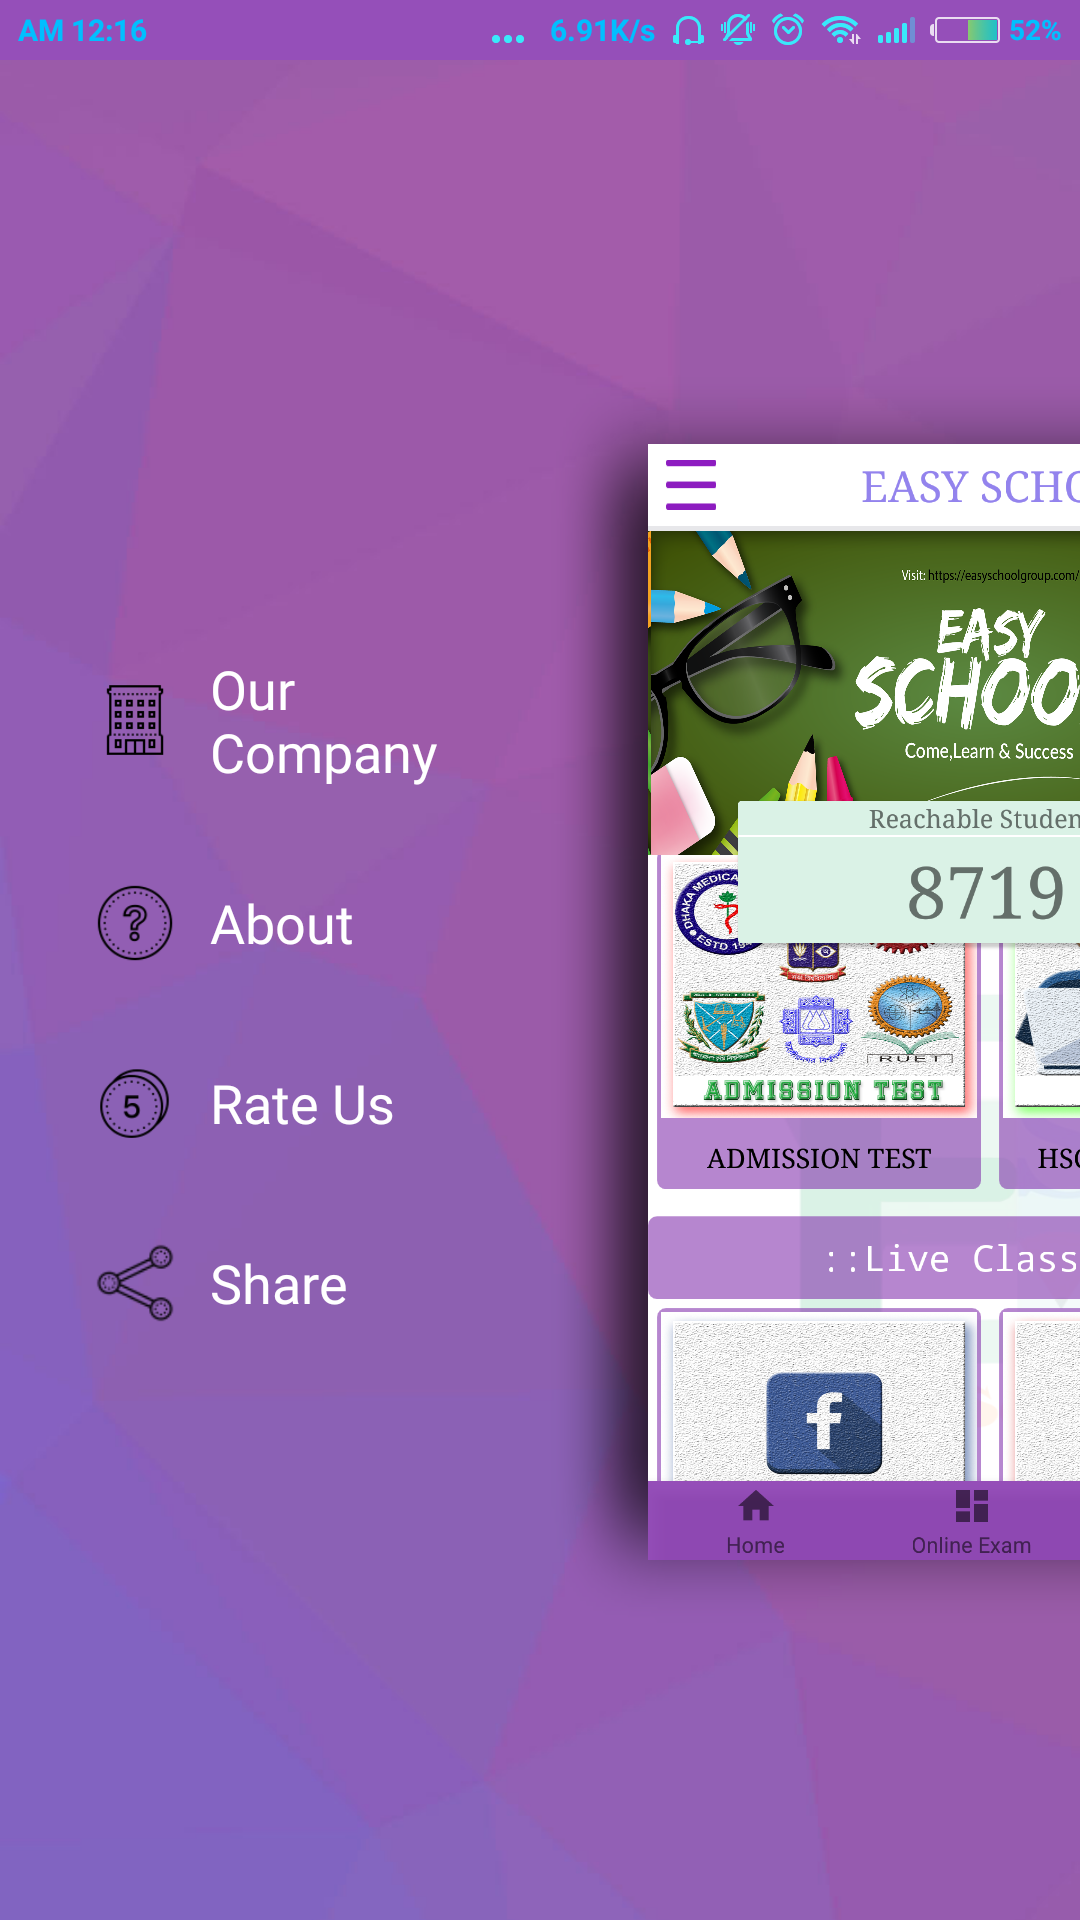 AM 12:16
... 6.91K/s 52%
Our
Company
About
Rate Us
5
Share
EASY SCHO
Visit: https://easyschoolgroup.com/
EASY
SCHOO
Come,Learn & Success
Reachable Studen
8719
DHAKA MEDICA
ESTD 194
RUET
ADMISSION TEST
ADMISSION TEST
HSC
::Live Class
f
Home
Online Exam